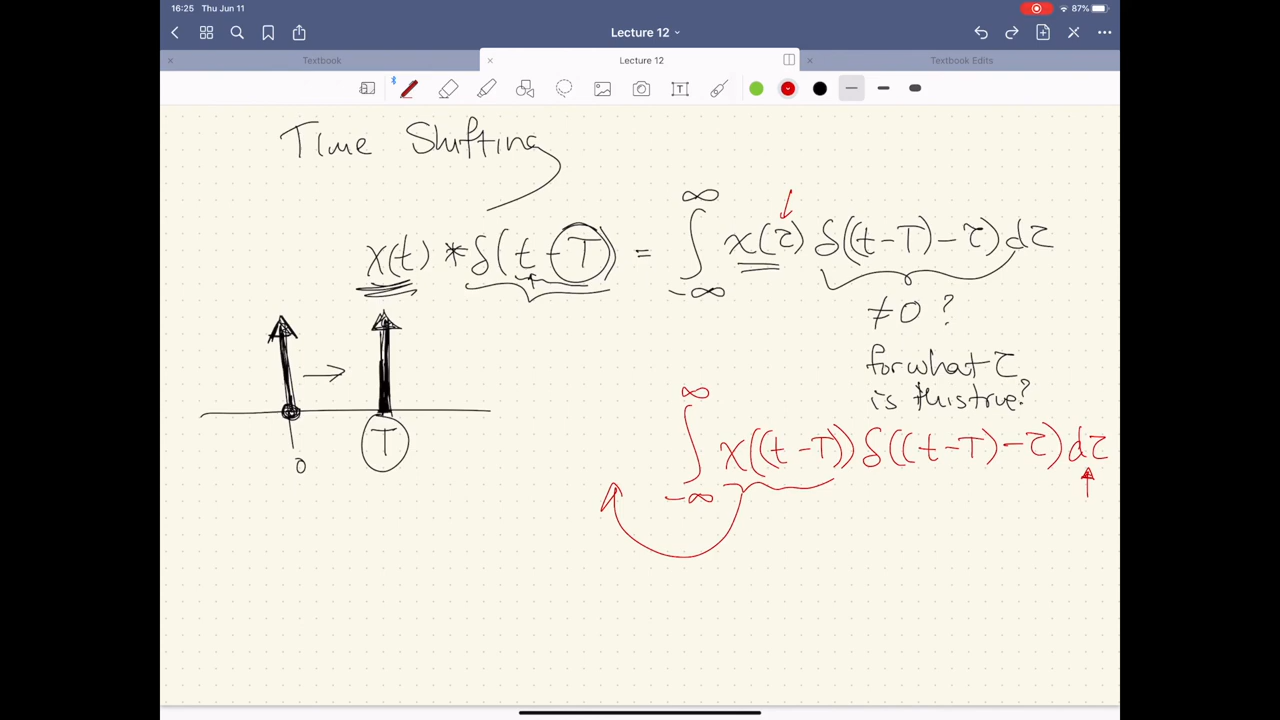 16:25 Thu Jun 11 87%
Lecture 12
Textbook Lecture 12 Textbook Edits
T
Time Shifting
x(t) * δ(t - T) = ∫ x(τ) δ((t - T) - τ) dτ
∞
-∞
≠ 0 ?
for what τ
is this true?
∞
∫ x((t - T)) δ((t - T) - τ) dτ
-∞
T
0